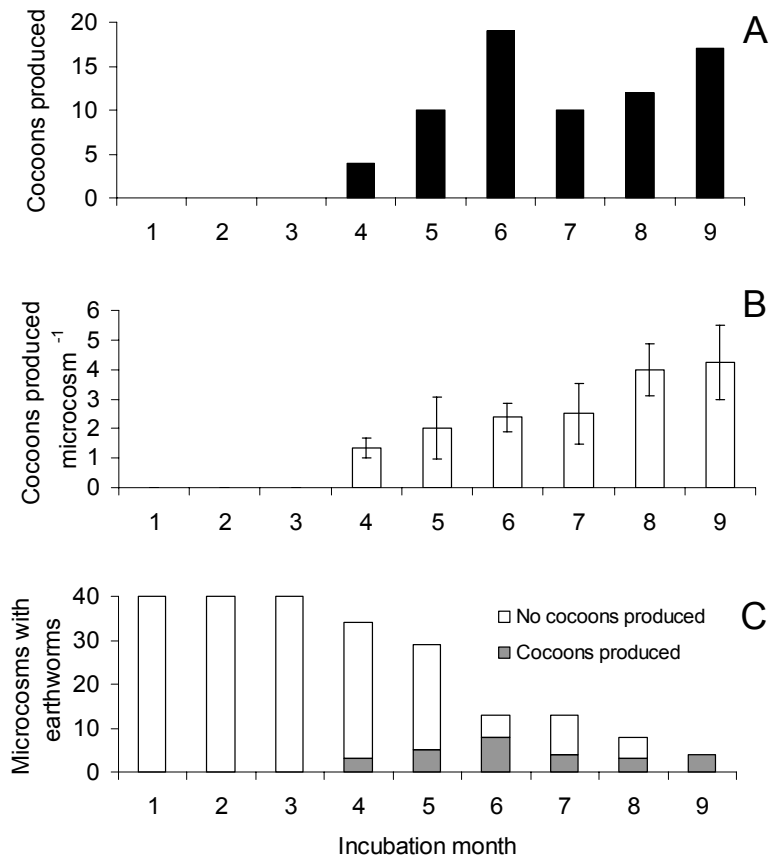 A
Cocoons produced
20
15
10
5
0
1 2 3 4 5 6 7 8 9
B
Cocoons produced
microcosm -1
6
5
4
3
2
1
0
1 2 3 4 5 6 7 8 9
C
Microcosms with
earthworms
40
30
20
10
0
No cocoons produced
Cocoons produced
1 2 3 4 5 6 7 8 9
Incubation month